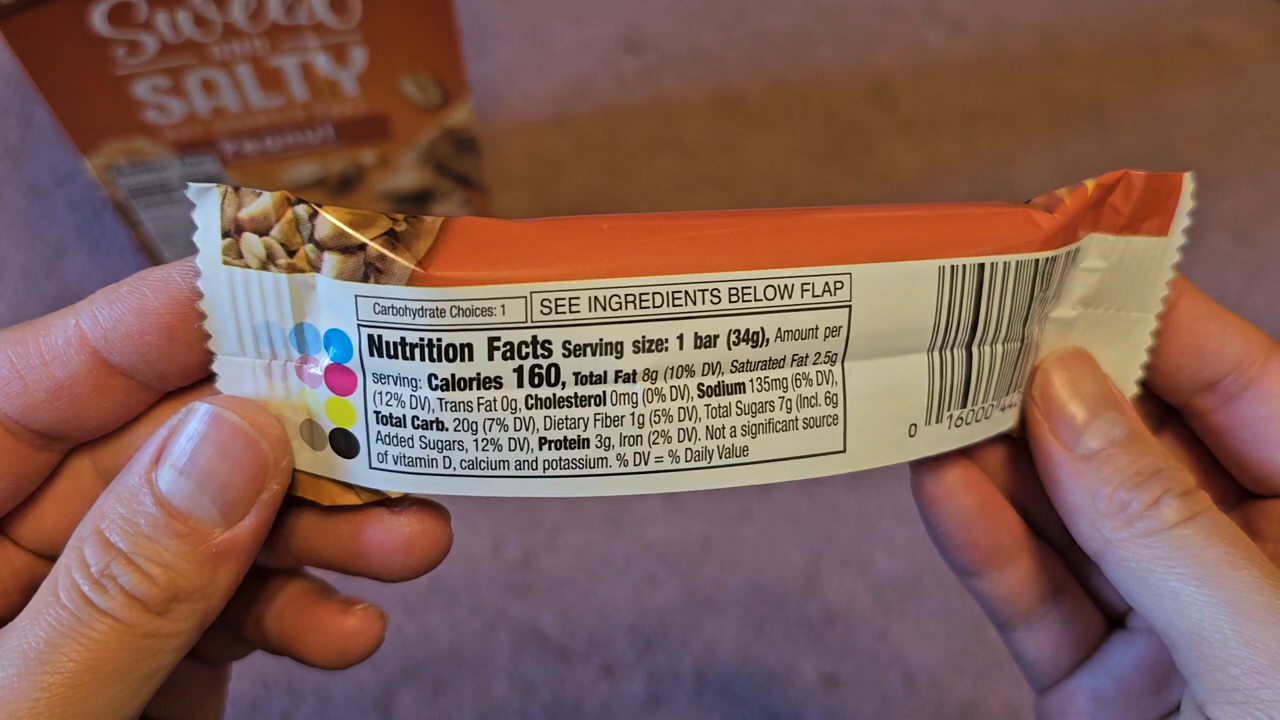 Sweet
AND
SALTY
Peanut
Carbohydrate Choices: 1
SEE INGREDIENTS BELOW FLAP
Nutrition Facts Serving size: 1 bar (34g), Amount per
serving: Calories 160, Total Fat 8g (10% DV), Saturated Fat 2.5g
(12% DV), Trans Fat 0g, Cholesterol 0mg (0% DV), Sodium 135mg (6% DV),
Total Carb. 20g (7% DV), Dietary Fiber 1g (5% DV), Total Sugars 7g (Incl. 6g
Added Sugars, 12% DV), Protein 3g, Iron (2% DV). Not a significant source
of vitamin D, calcium and potassium. % DV = % Daily Value
0 16000 44